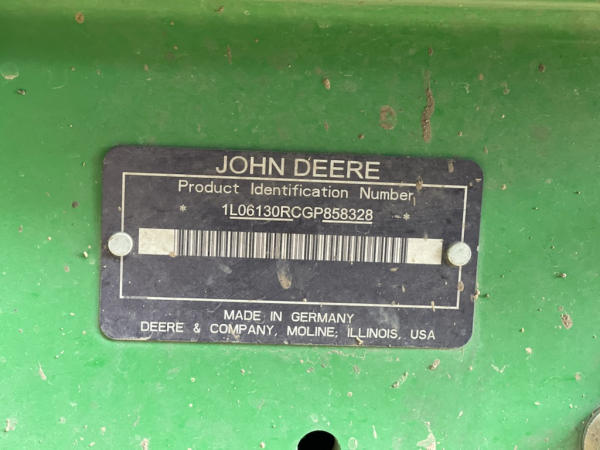 JOHN DEERE
Product Identification Number
* 1L06130RCGP858328 *
MADE IN GERMANY
DEERE & COMPANY, MOLINE, ILLINOIS, USA